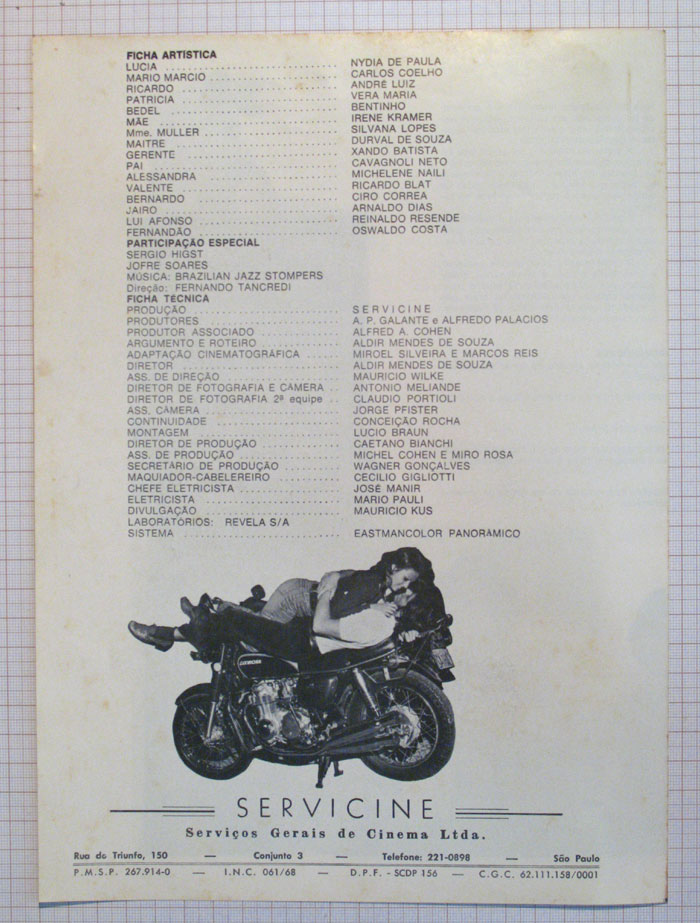 FICHA ARTÍSTICA
LUCIA ........................ NYDIA DE PAULA
MARIO MARCIO ........................ CARLOS COELHO
RICARDO ........................ ANDRÉ LUIZ
PATRICIA ........................ VERA MARIA
BEDEL ........................ BENTINHO
MÃE ........................ IRENE KRAMER
Mme. MULLER ........................ SILVANA LOPES
MAITRE ........................ DURVAL DE SOUZA
GERENTE ........................ XANDO BATISTA
PAI ........................ CAVAGNOLI NETO
ALESSANDRA ........................ MICHELENE NAILI
VALENTE ........................ RICARDO BLAT
BERNARDO ........................ CIRO CORREA
JAIRO ........................ ARNALDO DIAS
LUI AFONSO ........................ REINALDO RESENDE
FERNANDÃO ........................ OSWALDO COSTA
PARTICIPAÇÃO ESPECIAL
SERGIO HIGST
JOFRE SOARES
MÚSICA: BRAZILIAN JAZZ STOMPERS
Direção: FERNANDO TANCREDI
FICHA TÉCNICA
PRODUÇÃO ........................ SERVICINE
PRODUTORES ........................ A. P. GALANTE e ALFREDO PALACIOS
PRODUTOR ASSOCIADO ............ ALFRED A. COHEN
ARGUMENTO E ROTEIRO ............ ALDIR MENDES DE SOUZA
ADAPTAÇÃO CINEMATOGRÁFICA ...... MIROEL SILVEIRA E MARCOS REIS
DIRETOR ........................ ALDIR MENDES DE SOUZA
ASS. DE DIREÇÃO ................ MAURICIO WILKE
DIRETOR DE FOTOGRAFIA E CÂMERA .. ANTONIO MELIANDE
DIRETOR DE FOTOGRAFIA 2ª equipe .. CLAUDIO PORTIOLI
ASS. CÂMERA .................... JORGE PFISTER
CONTINUIDADE .................... CONCEIÇÃO ROCHA
MONTAGEM ........................ LUCIO BRAUN
DIRETOR DE PRODUÇÃO ............ CAETANO BIANCHI
ASS. DE PRODUÇÃO ................ MICHEL COHEN E MIRO ROSA
SECRETÁRIO DE PRODUÇÃO .......... WAGNER GONÇALVES
MAQUIADOR-CABELEREIRO .......... CECILIO GIGLIOTTI
CHEFE ELETRICISTA ................ JOSÉ MANIR
ELETRICISTA .................... MARIO PAULI
DIVULGAÇÃO .................... MAURICIO KUS
LABORATÓRIOS: REVELA S/A
SISTEMA ........................ EASTMANCOLOR PANORÂMICO
SERVICINE
Serviços Gerais de Cinema Ltda.
Rua do Triunfo, 150 — Conjunto 3 — Telefone: 221-0898 — São Paulo
P.M.S.P. 267.914-0 — I.N.C. 061/68 — D.P.F. - SCDP 156 — C.G.C. 62.111.158/0001